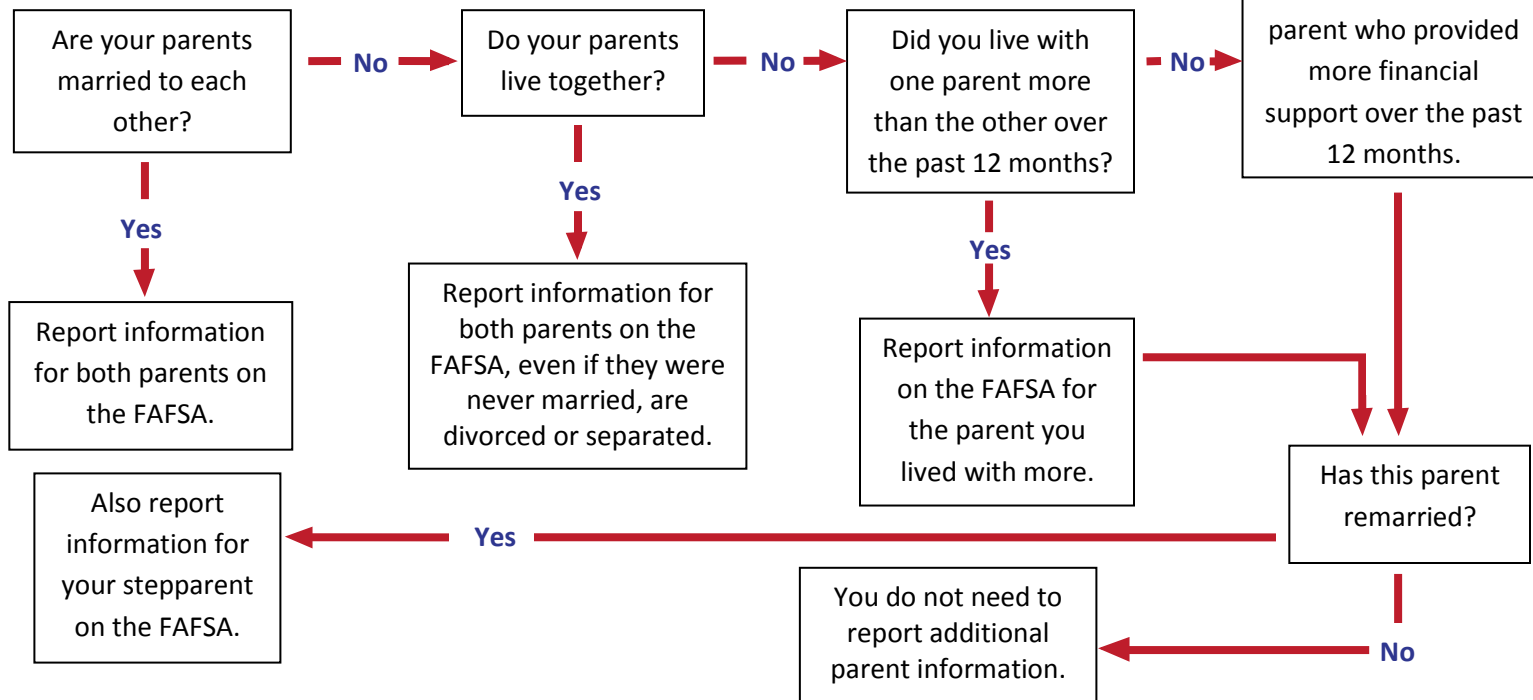 Are your parents
married to each
other?
No
Do your parents
live together?
No
Did you live with
one parent more
than the other over
the past 12 months?
No
parent who provided
more financial
support over the past
12 months.
Yes
Yes
Yes
Report information
for both parents on
the FAFSA.
Report information for
both parents on the
FAFSA, even if they were
never married, are
divorced or separated.
Report information
on the FAFSA for
the parent you
lived with more.
Has this parent
remarried?
Yes
Also report
information for
your stepparent
on the FAFSA.
No
You do not need to
report additional
parent information.